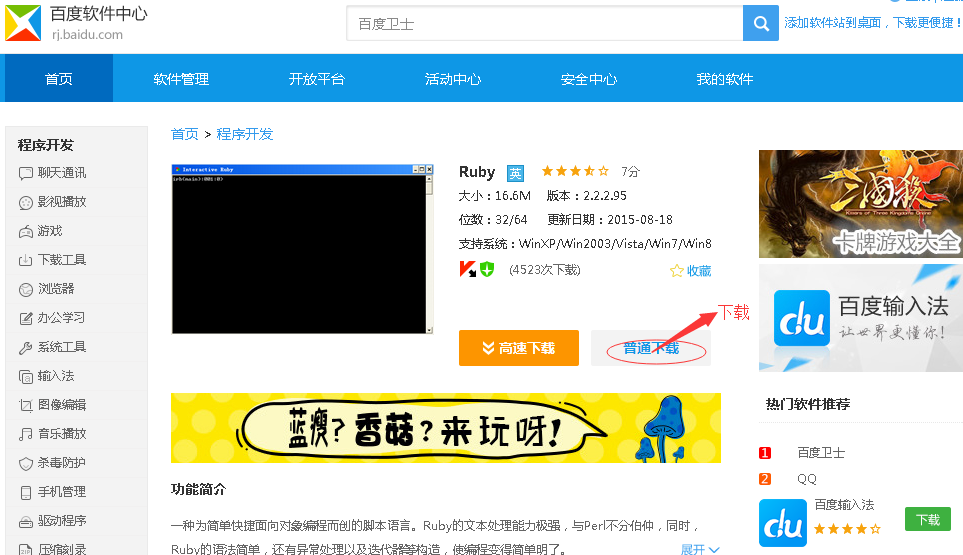 百度软件中心
rj.baidu.com
百度卫士
添加软件站到桌面，下载更便捷！
首页 软件管理 开放平台 活动中心 安全中心 我的软件
程序开发
聊天通讯
影视播放
游戏
下载工具
浏览器
办公学习
系统工具
输入法
图像编辑
音乐播放
杀毒防护
手机管理
驱动程序
压缩刻录
首页 > 程序开发
Interactive Ruby
irb(main):001:0>
Ruby 英 7分
大小：16.6M 版本：2.2.2.95
位数：32/64 更新日期：2015-08-18
支持系统：WinXP/Win2003/Vista/Win7/Win8
(4523次下载) 收藏
高速下载 普通下载
下载
蓝瘦？香菇？来玩呀！
功能简介
一种为简单快捷面向对象编程而创的脚本语言。Ruby的文本处理能力极强，与Perl不分伯仲，同时，
Ruby的语法简单，还有异常处理以及迭代器等构造，使编程变得简单明了。
展开
三国杀
Killers of Three Kingdoms Online
卡牌游戏大全
du 百度输入法
让世界更懂你！
热门软件推荐
1 百度卫士
2 QQ
du 百度输入法
下载